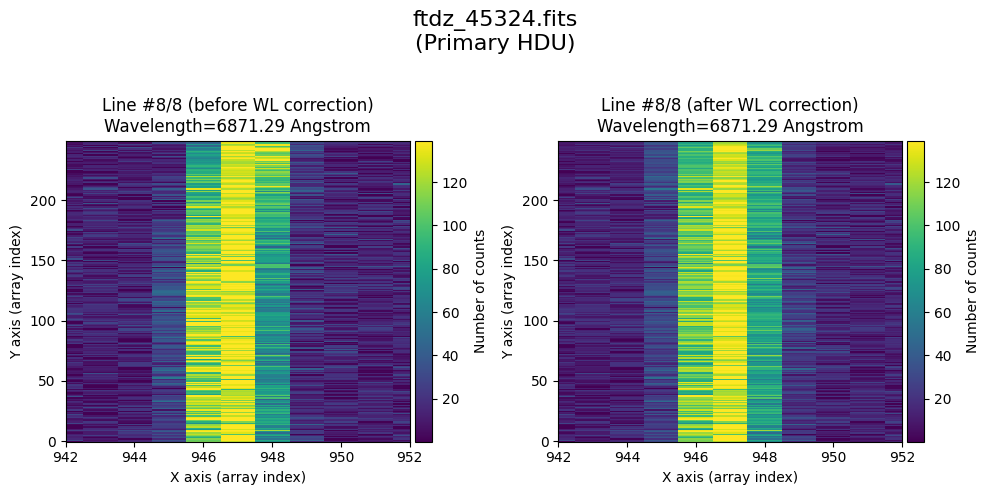 ftdz_45324.fits
(Primary HDU)
Line #8/8 (before WL correction)
Wavelength=6871.29 Angstrom
Y axis (array index)
200
150
100
50
0
942
944
946
948
950
952
X axis (array index)
120
100
80
60
40
20
Number of counts
Line #8/8 (after WL correction)
Wavelength=6871.29 Angstrom
Y axis (array index)
200
150
100
50
0
942
944
946
948
950
952
X axis (array index)
120
100
80
60
40
20
Number of counts